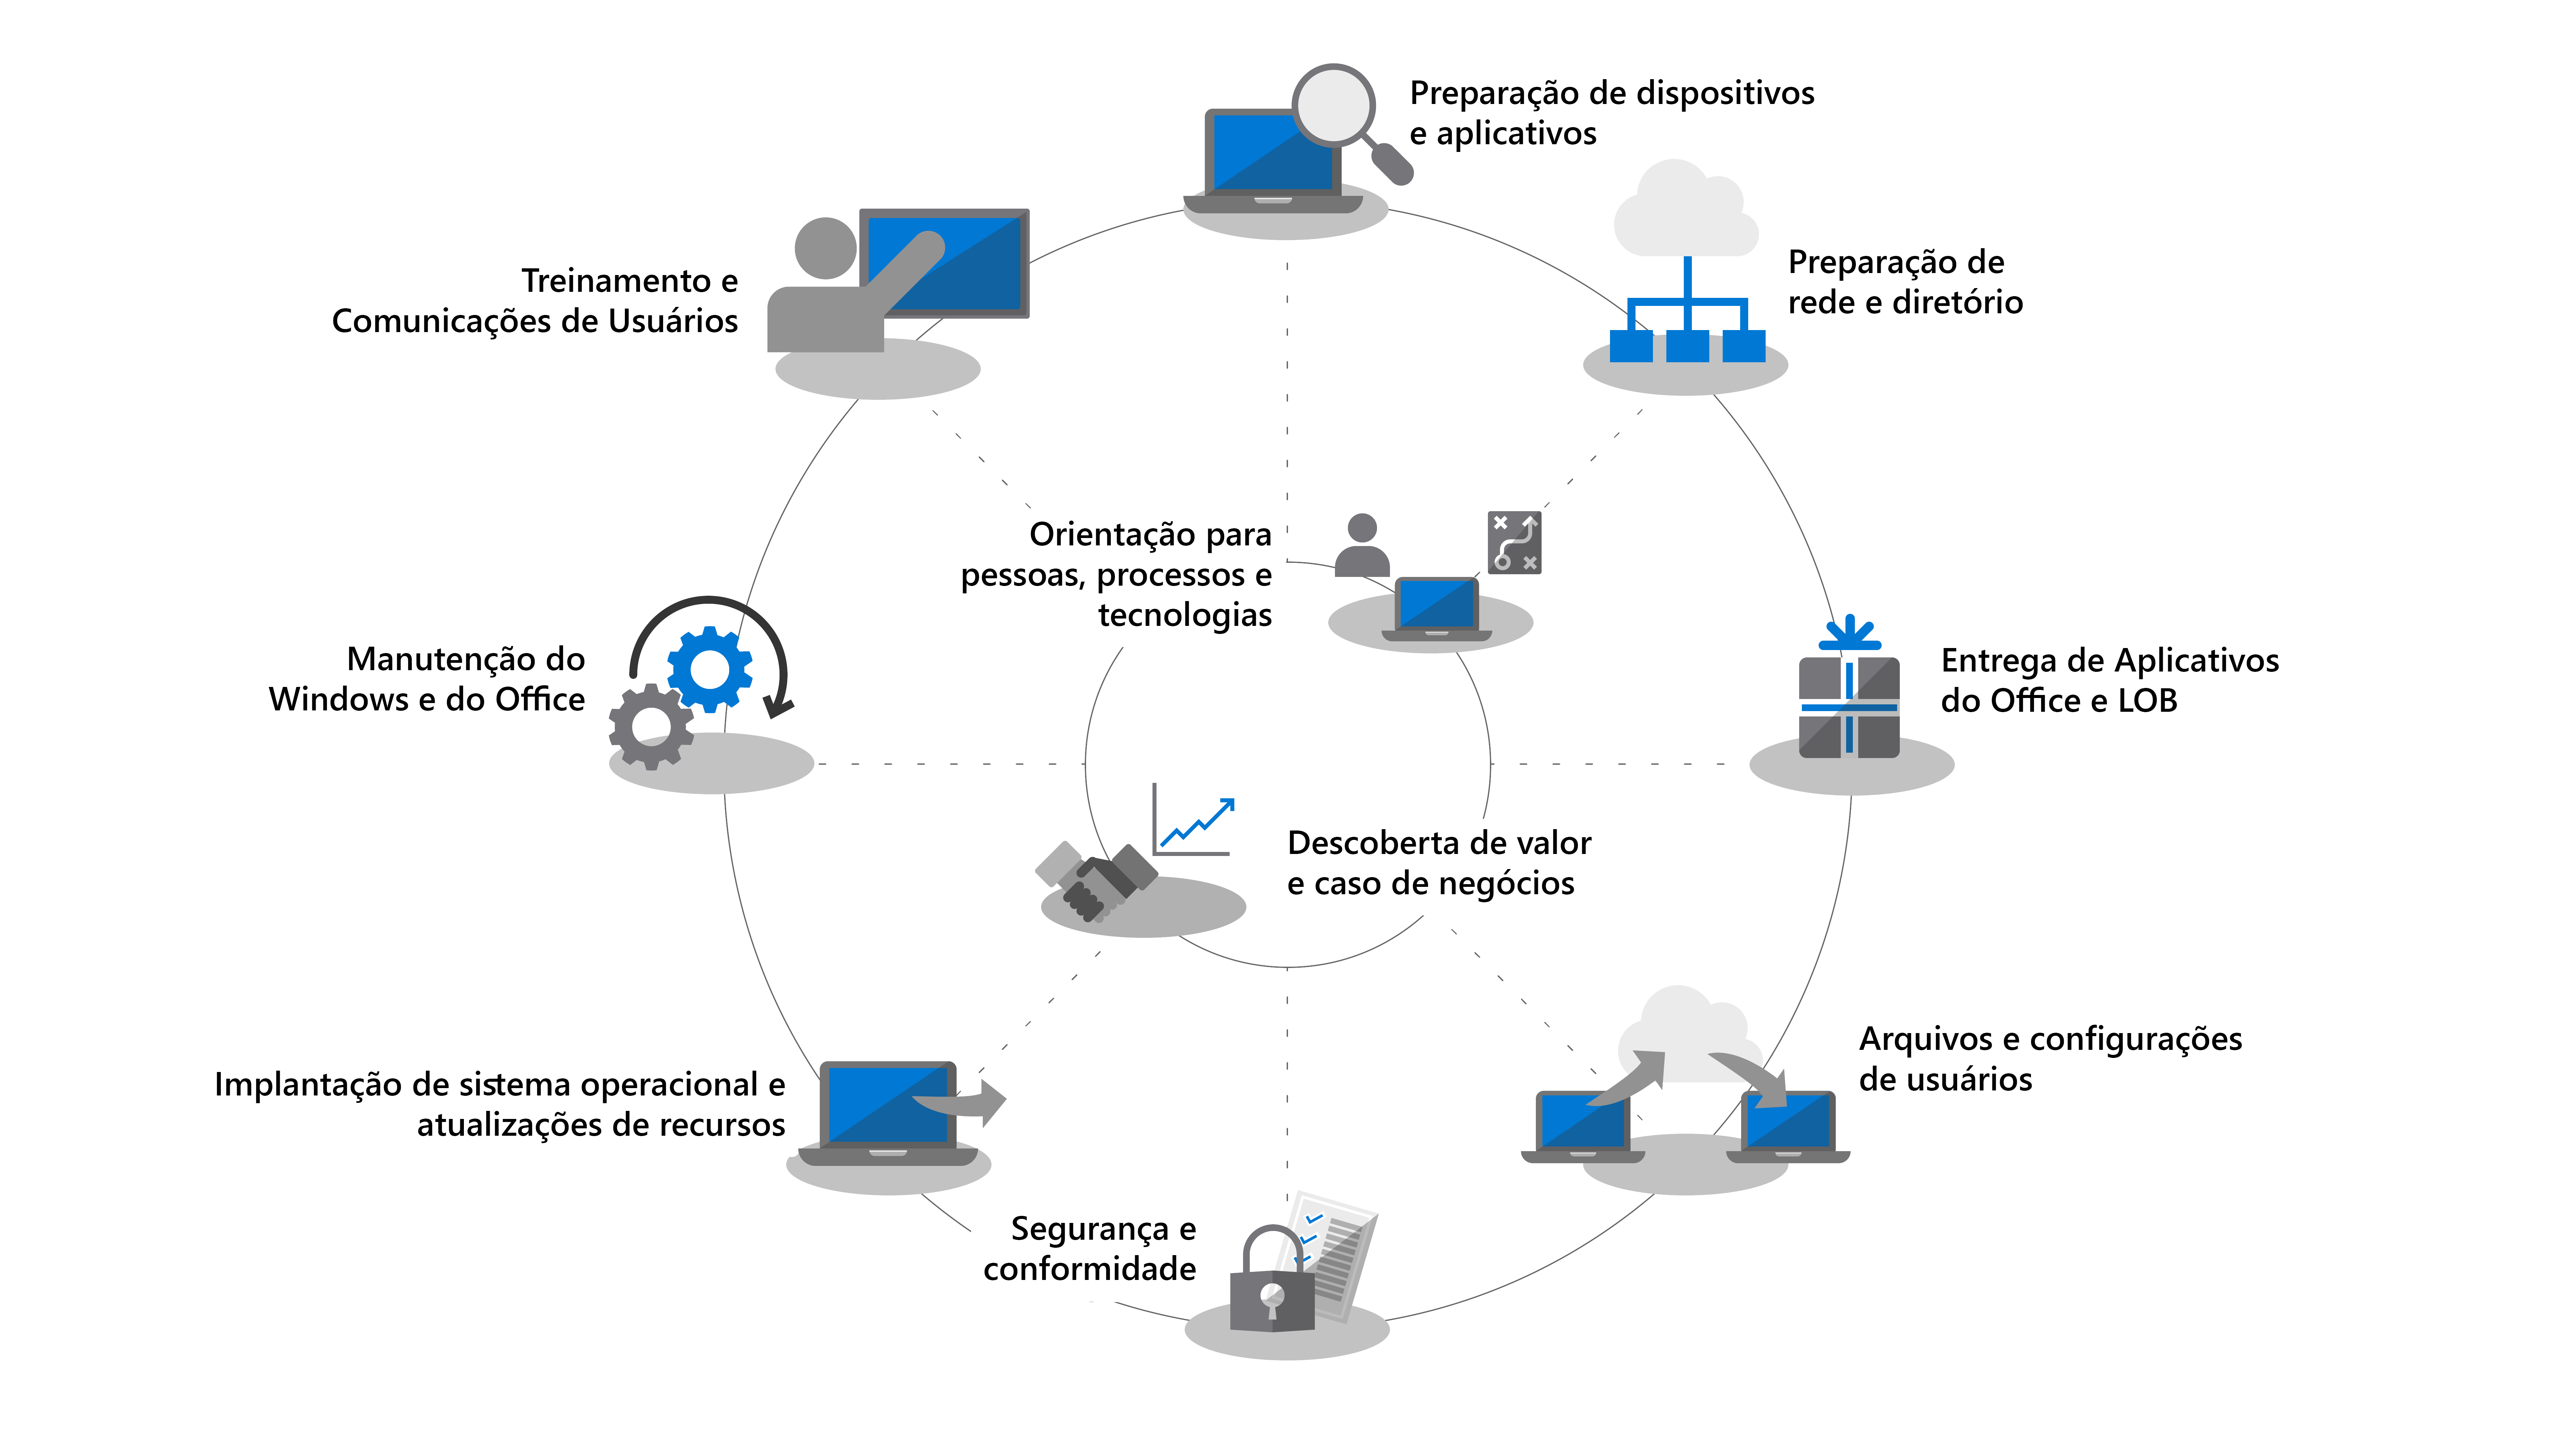 Preparação de dispositivos
e aplicativos
Preparação de
rede e diretório
Treinamento e
Comunicações de Usuários
Orientação para
pessoas, processos e
tecnologias
Manutenção do
Windows e do Office
Entrega de Aplicativos
do Office e LOB
Descoberta de valor
e caso de negócios
Arquivos e configurações
de usuários
Implantação de sistema operacional e
atualizações de recursos
Segurança e
conformidade